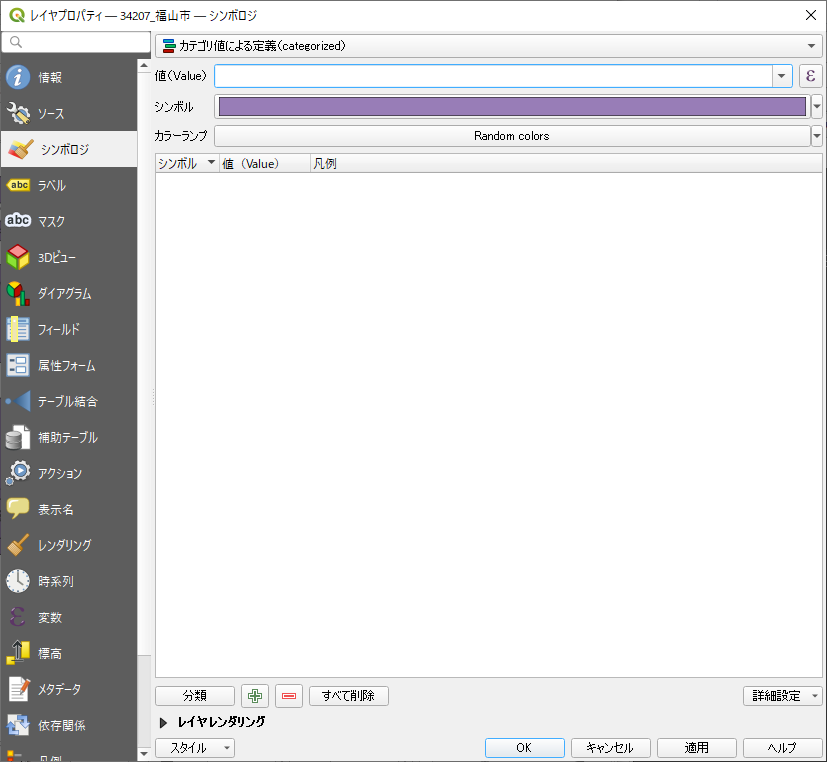 レイヤプロパティ — 34207_福山市 — シンボロジ
情報
ソース
シンボロジ
abc ラベル
abc マスク
3Dビュー
ダイアグラム
フィールド
属性フォーム
テーブル結合
補助テーブル
アクション
表示名
レンダリング
時系列
変数
標高
メタデータ
依存関係
凡例
カテゴリ値による定義(categorized)
値(Value)
ε
シンボル
カラーランプ Random colors
シンボル 値 (Value) 凡例
分類 すべて削除 詳細設定
レイヤレンダリング
スタイル OK キャンセル 適用 ヘルプ